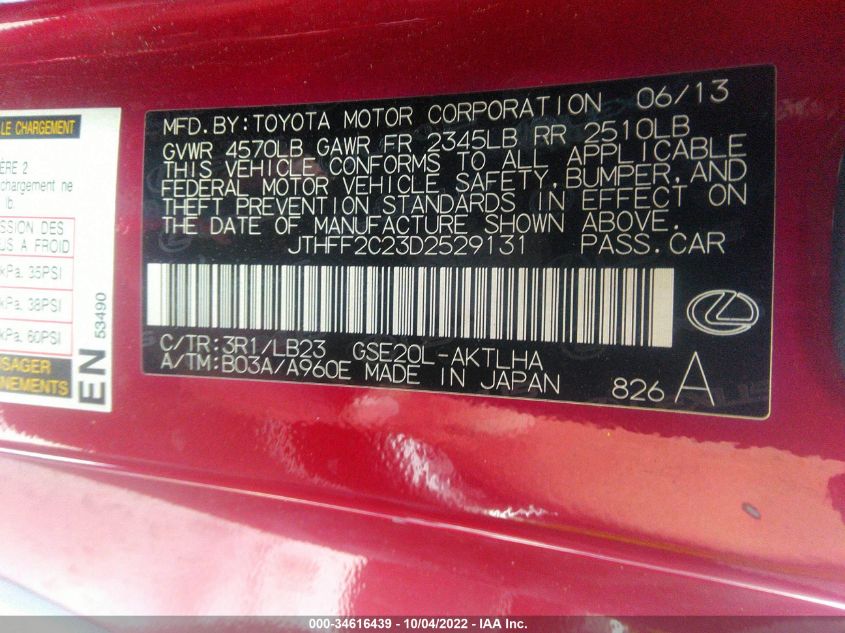 LE CHARGEMENT
ÈRE 2
chargement ne
lb.
SSION DES
US A FROID
kPa, 35PSI
kPa, 38PSI
kPa, 60PSI
SAGER
NEMENTS
EN 53490
MFD.BY:TOYOTA MOTOR CORPORATION 06/13
GVWR 4570LB GAWR FR 2345LB RR 2510LB
THIS VEHICLE CONFORMS TO ALL APPLICABLE
FEDERAL MOTOR VEHICLE SAFETY,BUMPER,AND
THEFT PREVENTION STANDARDS IN EFFECT ON
THE DATE OF MANUFACTURE SHOWN ABOVE.
JTHFF2C23D2529131 PASS.CAR
C/TR:3R1/LB23 GSE20L-AKTLHA
A/TM:B03A/A960E MADE IN JAPAN
826 A
000-34616439 - 10/04/2022 - IAA Inc.